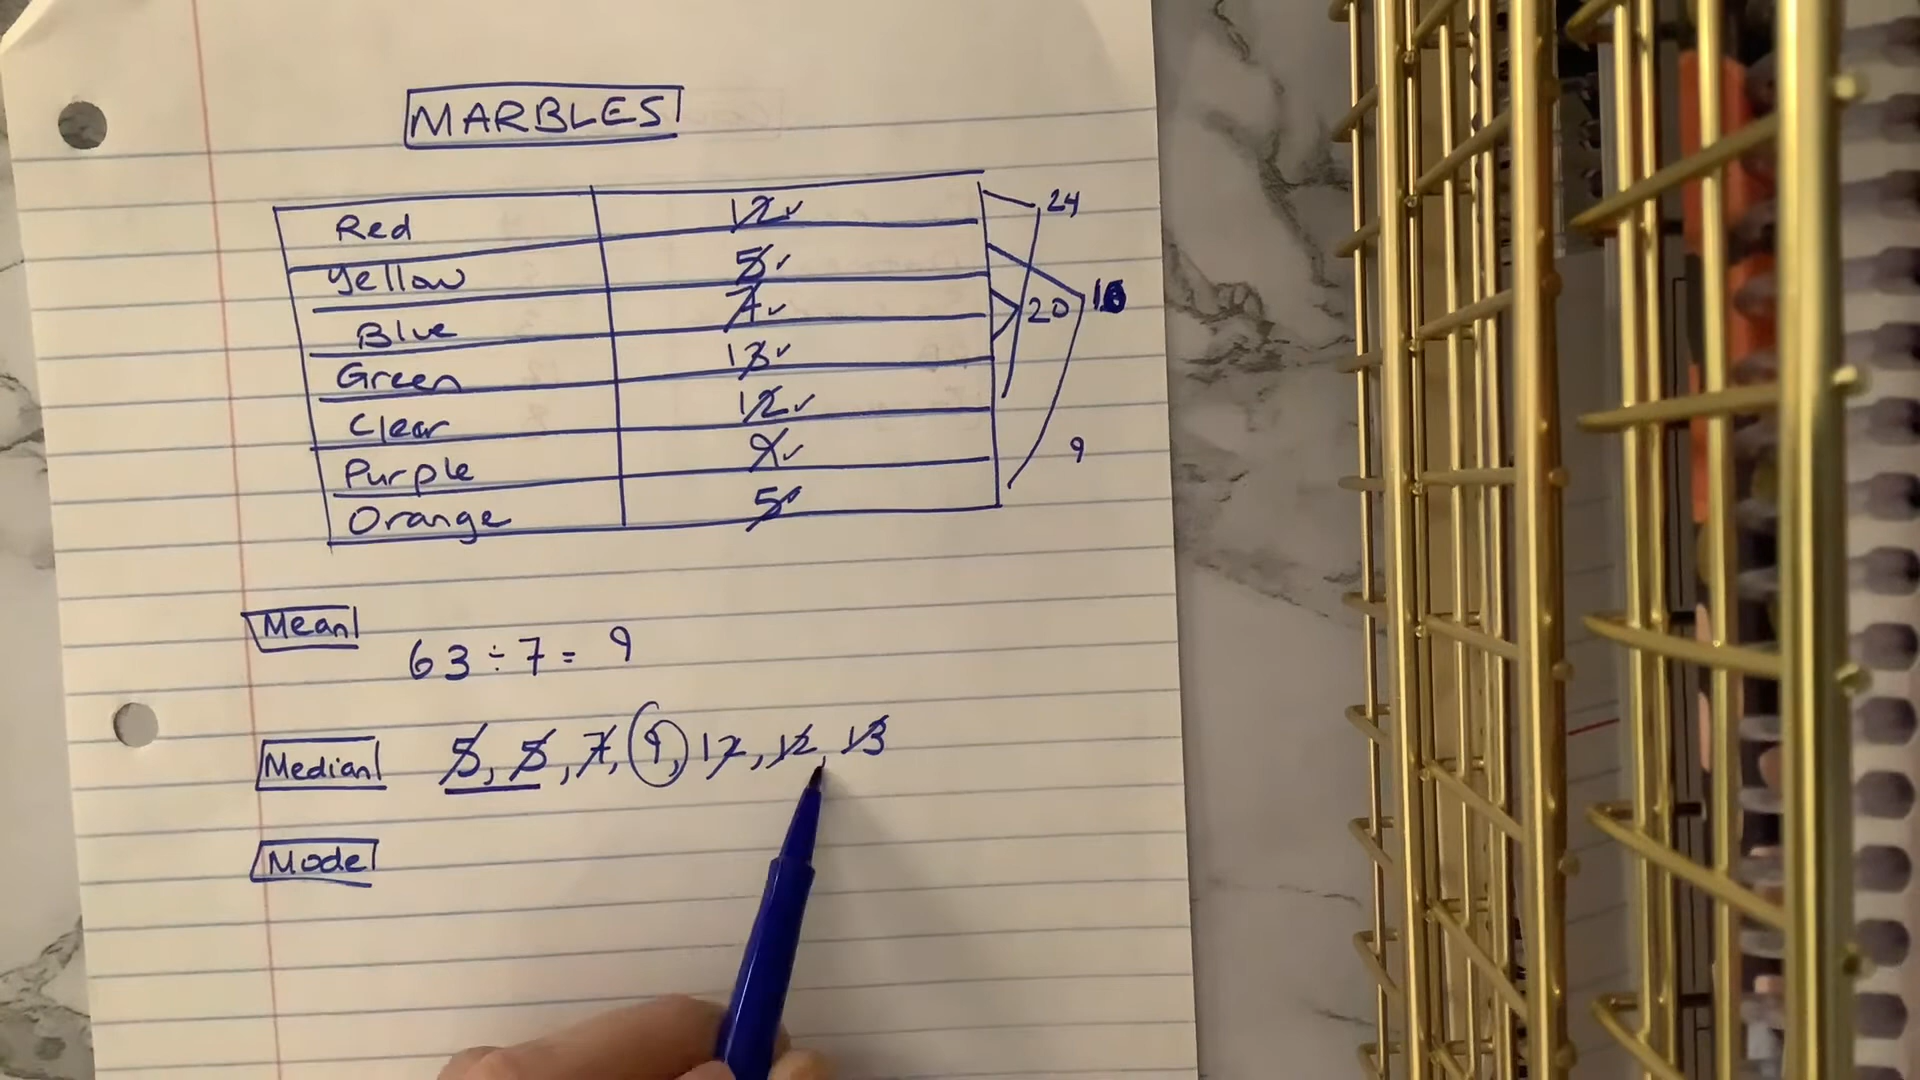 MARBLES
Red 12 ✓ 24
Yellow 5 ✓
Blue 7 ✓ 20 10
Green 13 ✓
Clear 12 ✓
Purple 9 ✓ 9
Orange 5 ✓
Mean
63 ÷ 7 = 9
Median 5, 5, 7, 9, 12, 12, 13
Mode